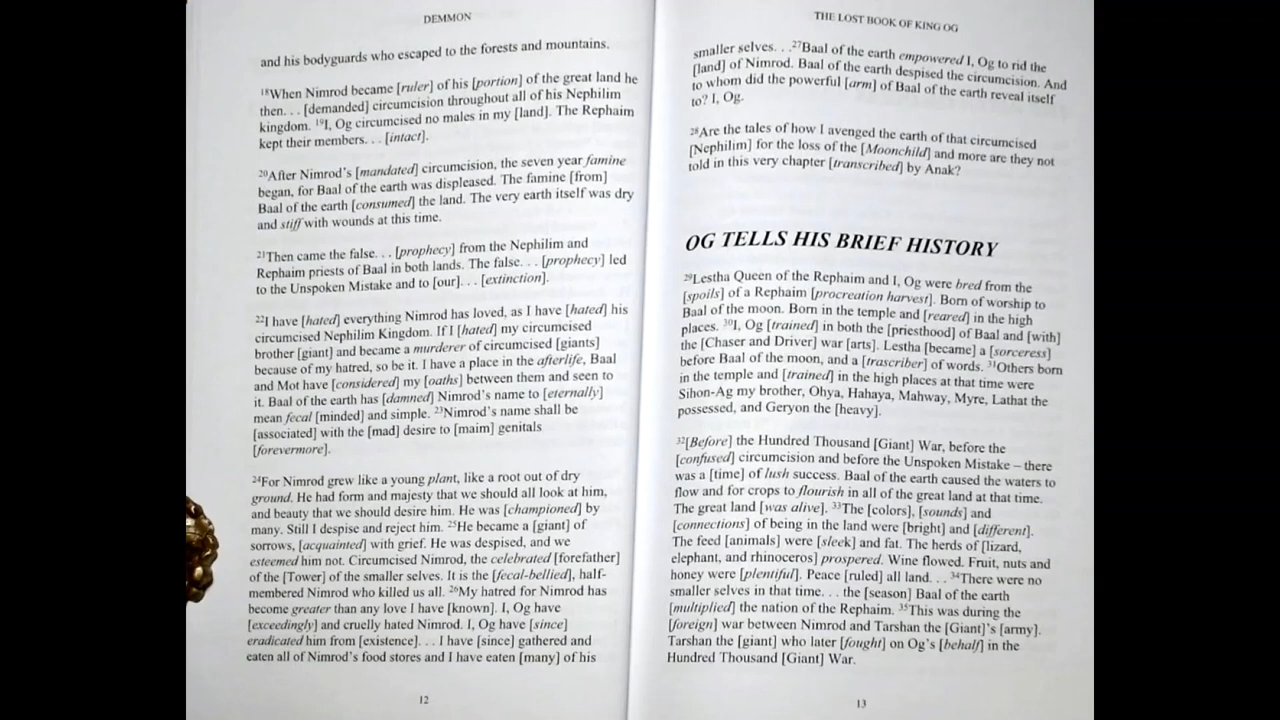 DEMMON
and his bodyguards who escaped to the forests and mountains.
¹⁸When Nimrod became [ruler] of his [portion] of the great land he
then. . . [demanded] circumcision throughout all of his Nephilim
kingdom. ¹⁹I, Og circumcised no males in my [land]. The Rephaim
kept their members. . . [intact].
²⁰After Nimrod's [mandated] circumcision, the seven year famine
began, for Baal of the earth was displeased. The famine [from]
Baal of the earth [consumed] the land. The very earth itself was dry
and stiff with wounds at this time.
²¹Then came the false. . . [prophecy] from the Nephilim and
Rephaim priests of Baal in both lands. The false. . . [prophecy] led
to the Unspoken Mistake and to [our]. . . [extinction].
²²I have [hated] everything Nimrod has loved, as I have [hated] his
circumcised Nephilim Kingdom. If I [hated] my circumcised
brother [giant] and became a murderer of circumcised [giants]
because of my hatred, so be it. I have a place in the afterlife, Baal
and Mot have [considered] my [oaths] between them and seen to
it. Baal of the earth has [damned] Nimrod's name to [eternally]
mean fecal [minded] and simple. ²³Nimrod's name shall be
[associated] with the [mad] desire to [maim] genitals
[forevermore].
²⁴For Nimrod grew like a young plant, like a root out of dry
ground. He had form and majesty that we should all look at him,
and beauty that we should desire him. He was [championed] by
many. Still I despise and reject him. ²⁵He became a [giant] of
sorrows, [acquainted] with grief. He was despised, and we
esteemed him not. Circumcised Nimrod, the celebrated [forefather]
of the [Tower] of the smaller selves. It is the [fecal-bellied], half-
membered Nimrod who killed us all. ²⁶My hatred for Nimrod has
become greater than any love I have [known]. I, Og have
[exceedingly] and cruelly hated Nimrod. I, Og have [since]
eradicated him from [existence]. . . I have [since] gathered and
eaten all of Nimrod's food stores and I have eaten [many] of his
12
THE LOST BOOK OF KING OG
smaller selves. . .²⁷Baal of the earth empowered I, Og to rid the
[land] of Nimrod. Baal of the earth despised the circumcision. And
to whom did the powerful [arm] of Baal of the earth reveal itself
to? I, Og.
²⁸Are the tales of how I avenged the earth of that circumcised
[Nephilim] for the loss of the [Moonchild] and more are they not
told in this very chapter [transcribed] by Anak?
OG TELLS HIS BRIEF HISTORY
²⁹Lestha Queen of the Rephaim and I, Og were bred from the
[spoils] of a Rephaim [procreation harvest]. Born of worship to
Baal of the moon. Born in the temple and [reared] in the high
places. ³⁰I, Og [trained] in both the [priesthood] of Baal and [with]
the [Chaser and Driver] war [arts]. Lestha [became] a [sorceress]
before Baal of the moon, and a [trascriber] of words. ³¹Others born
in the temple and [trained] in the high places at that time were
Sihon-Ag my brother, Ohya, Hahaya, Mahway, Myre, Lathat the
possessed, and Geryon the [heavy].
³²[Before] the Hundred Thousand [Giant] War, before the
[confused] circumcision and before the Unspoken Mistake – there
was a [time] of lush success. Baal of the earth caused the waters to
flow and for crops to flourish in all of the great land at that time.
The great land [was alive]. ³³The [colors], [sounds] and
[connections] of being in the land were [bright] and [different].
The feed [animals] were [sleek] and fat. The herds of [lizard,
elephant, and rhinoceros] prospered. Wine flowed. Fruit, nuts and
honey were [plentiful]. Peace [ruled] all land. . . ³⁴There were no
smaller selves in that time. . . the [season] Baal of the earth
[multiplied] the nation of the Rephaim. ³⁵This was during the
[foreign] war between Nimrod and Tarshan the [Giant]'s [army].
Tarshan the [giant] who later [fought] on Og's [behalf] in the
Hundred Thousand [Giant] War.
13